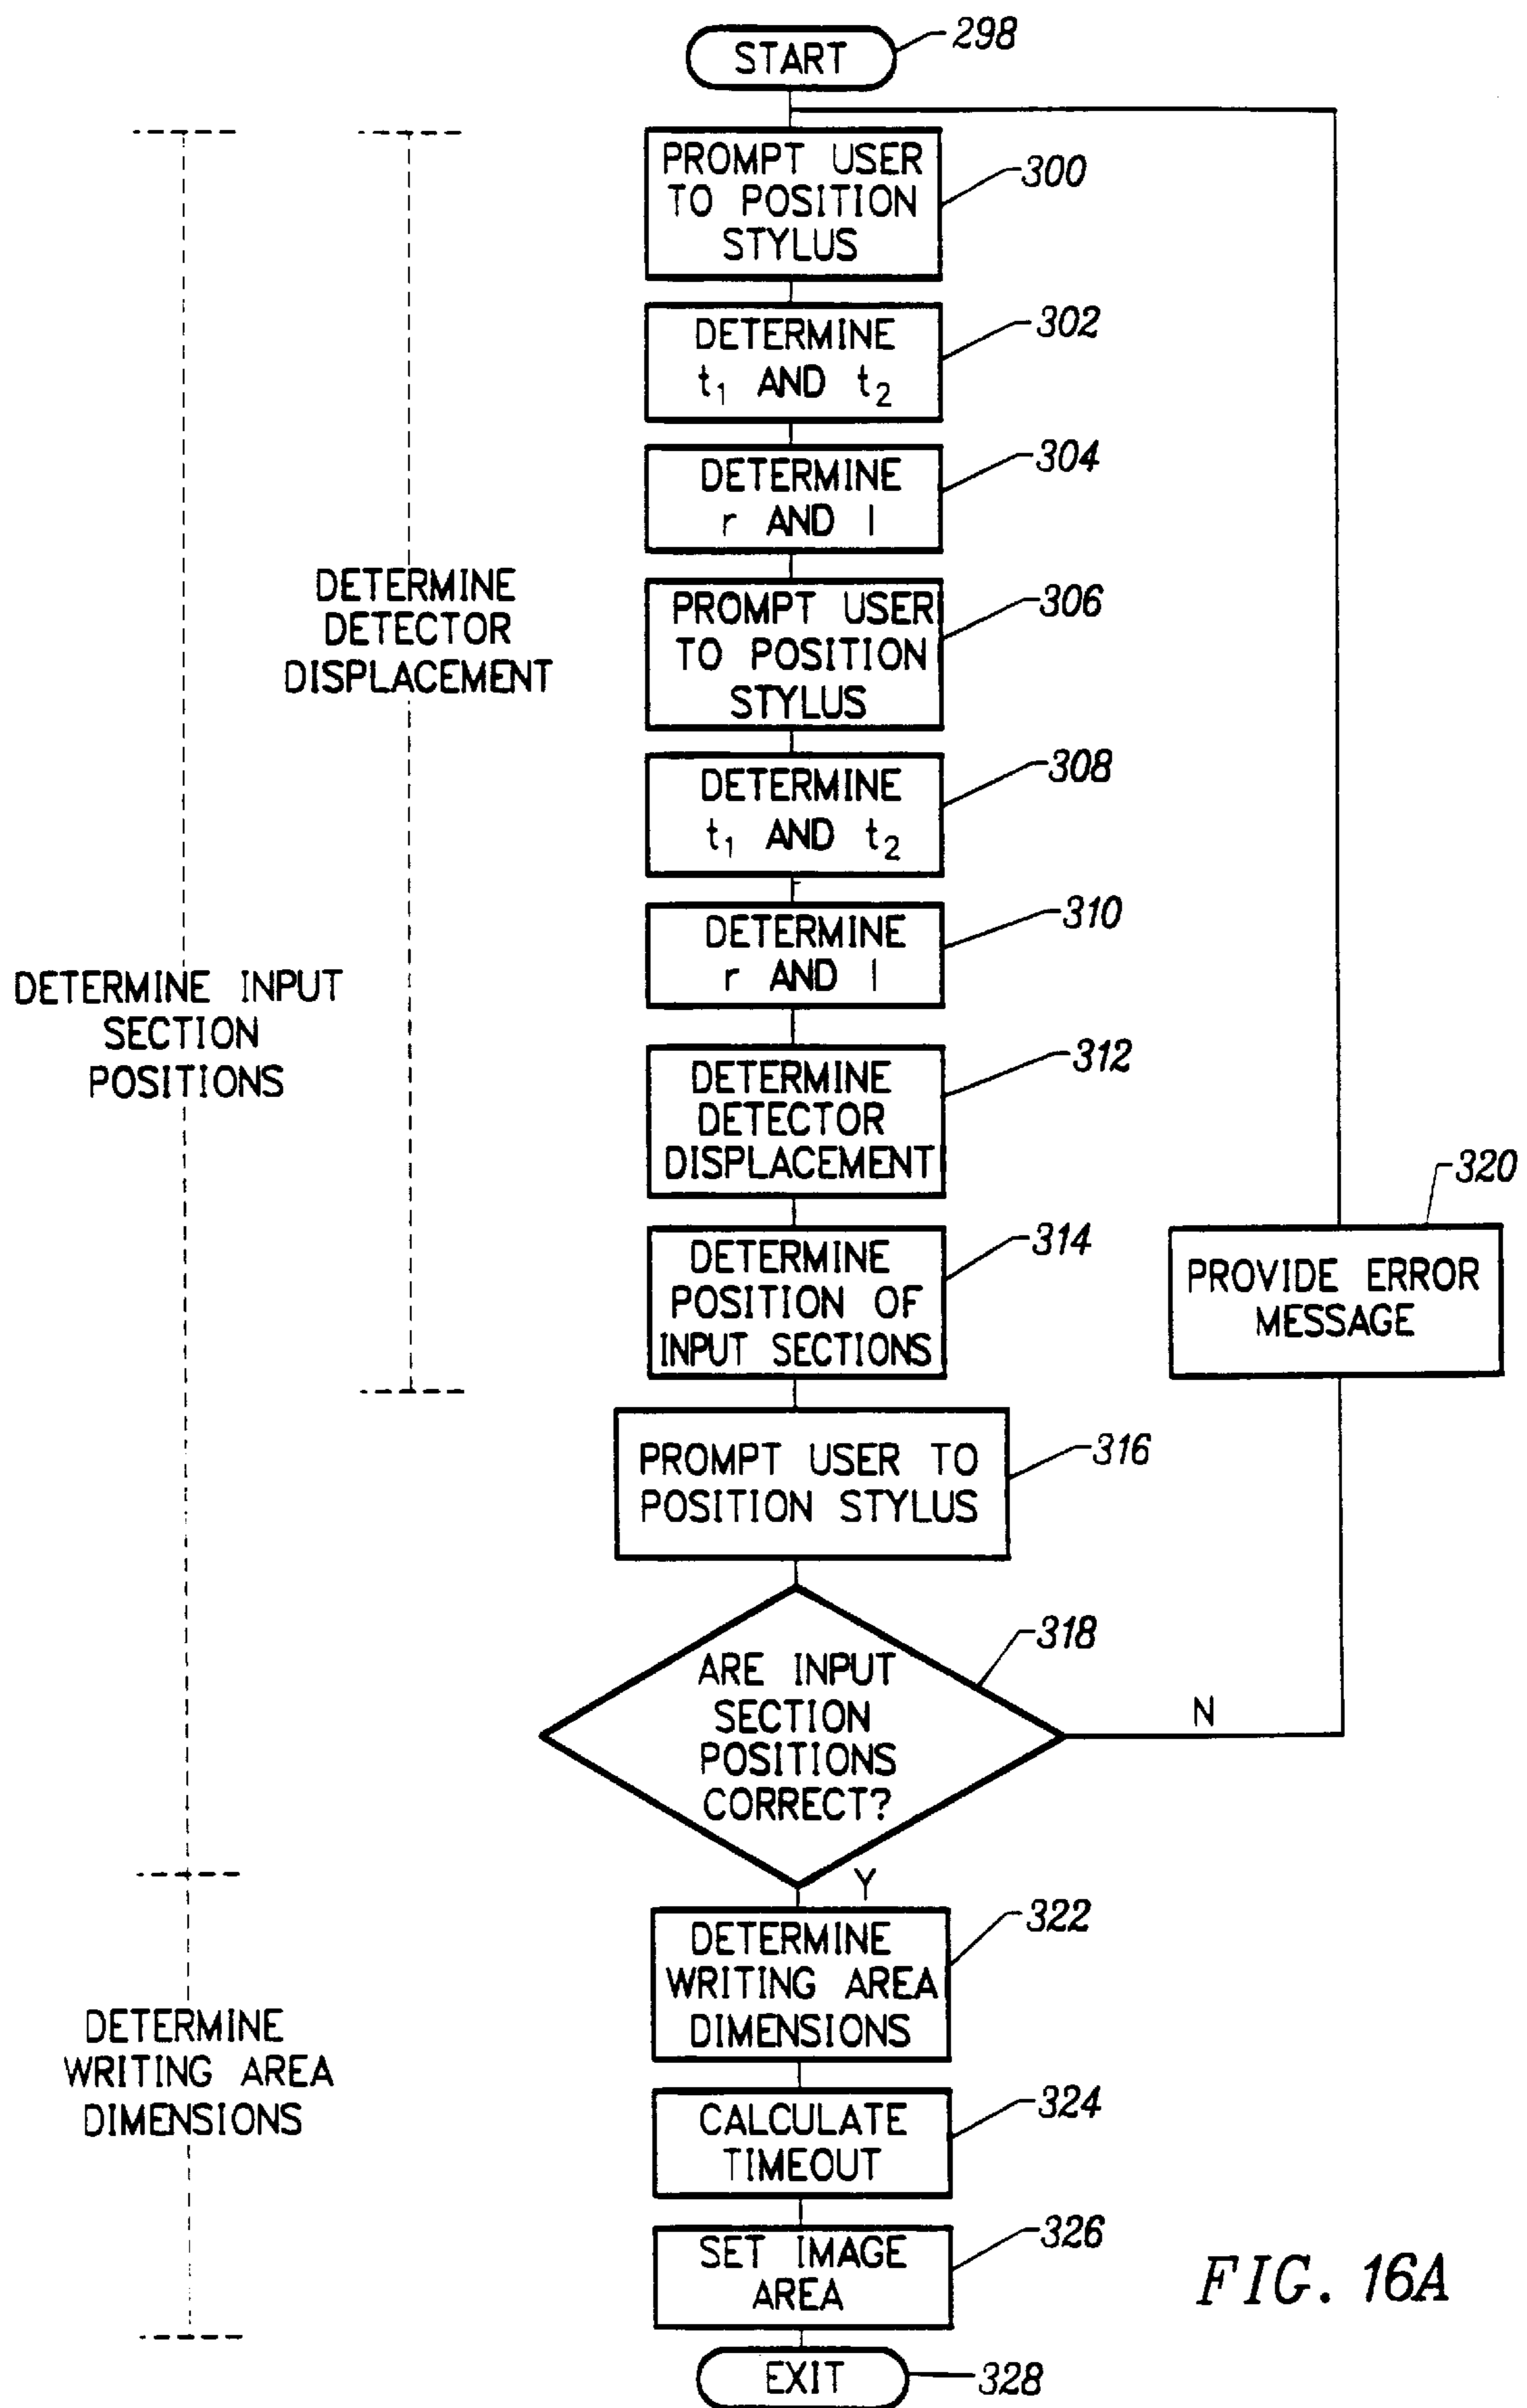 START
298
PROMPT USER
TO POSITION
STYLUS
300
DETERMINE
t₁ AND t₂
302
DETERMINE
r AND l
304
DETERMINE
DETECTOR
DISPLACEMENT
PROMPT USER
TO POSITION
STYLUS
306
DETERMINE
t₁ AND t₂
308
DETERMINE
r AND l
310
DETERMINE INPUT
SECTION
POSITIONS
DETERMINE
DETECTOR
DISPLACEMENT
312
DETERMINE
POSITION OF
INPUT SECTIONS
314
PROVIDE ERROR
MESSAGE
320
PROMPT USER TO
POSITION STYLUS
316
ARE INPUT
SECTION
POSITIONS
CORRECT?
318
N
Y
DETERMINE
WRITING AREA
DIMENSIONS
322
DETERMINE
WRITING AREA
DIMENSIONS
CALCULATE
TIMEOUT
324
SET IMAGE
AREA
326
EXIT
328
FIG. 16A